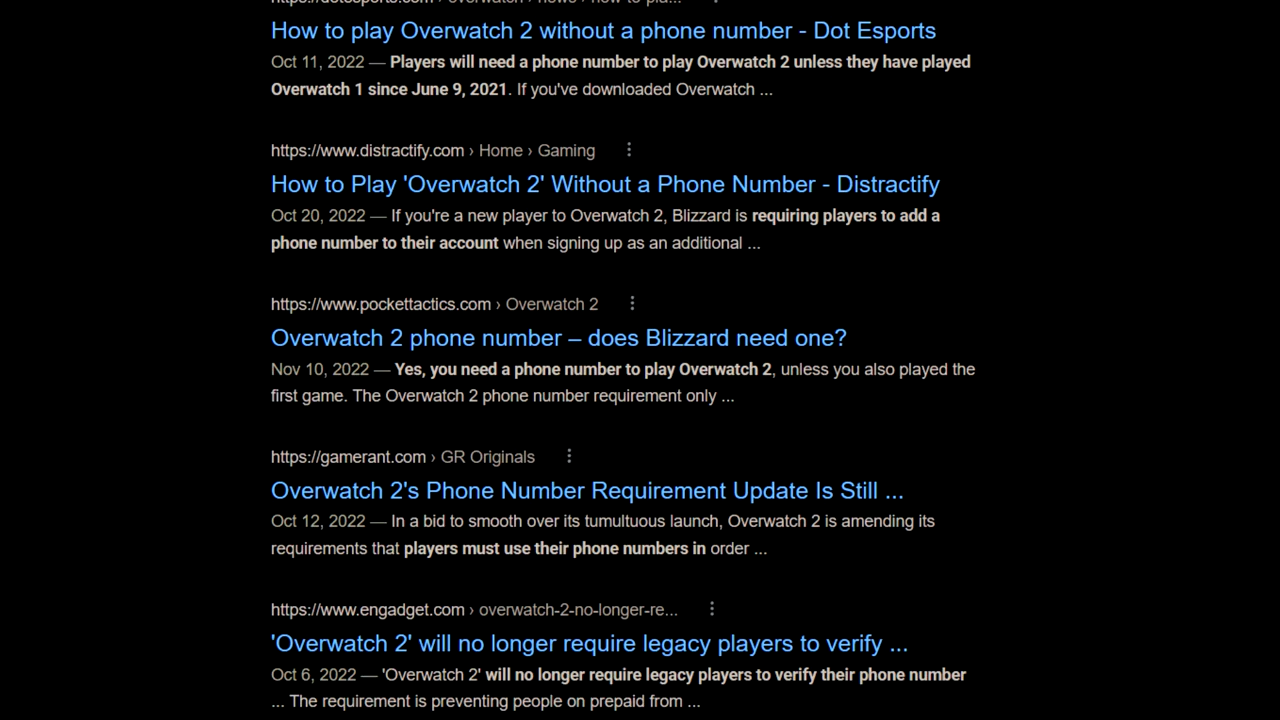 How to play Overwatch 2 without a phone number - Dot Esports
Oct 11, 2022 — Players will need a phone number to play Overwatch 2 unless they have played
Overwatch 1 since June 9, 2021. If you've downloaded Overwatch ...
https://www.distractify.com › Home › Gaming
How to Play 'Overwatch 2' Without a Phone Number - Distractify
Oct 20, 2022 — If you're a new player to Overwatch 2, Blizzard is requiring players to add a
phone number to their account when signing up as an additional ...
https://www.pockettactics.com › Overwatch 2
Overwatch 2 phone number – does Blizzard need one?
Nov 10, 2022 — Yes, you need a phone number to play Overwatch 2, unless you also played the
first game. The Overwatch 2 phone number requirement only ...
https://gamerant.com › GR Originals
Overwatch 2's Phone Number Requirement Update Is Still ...
Oct 12, 2022 — In a bid to smooth over its tumultuous launch, Overwatch 2 is amending its
requirements that players must use their phone numbers in order ...
https://www.engadget.com › overwatch-2-no-longer-re...
'Overwatch 2' will no longer require legacy players to verify ...
Oct 6, 2022 — 'Overwatch 2' will no longer require legacy players to verify their phone number
... The requirement is preventing people on prepaid from ...